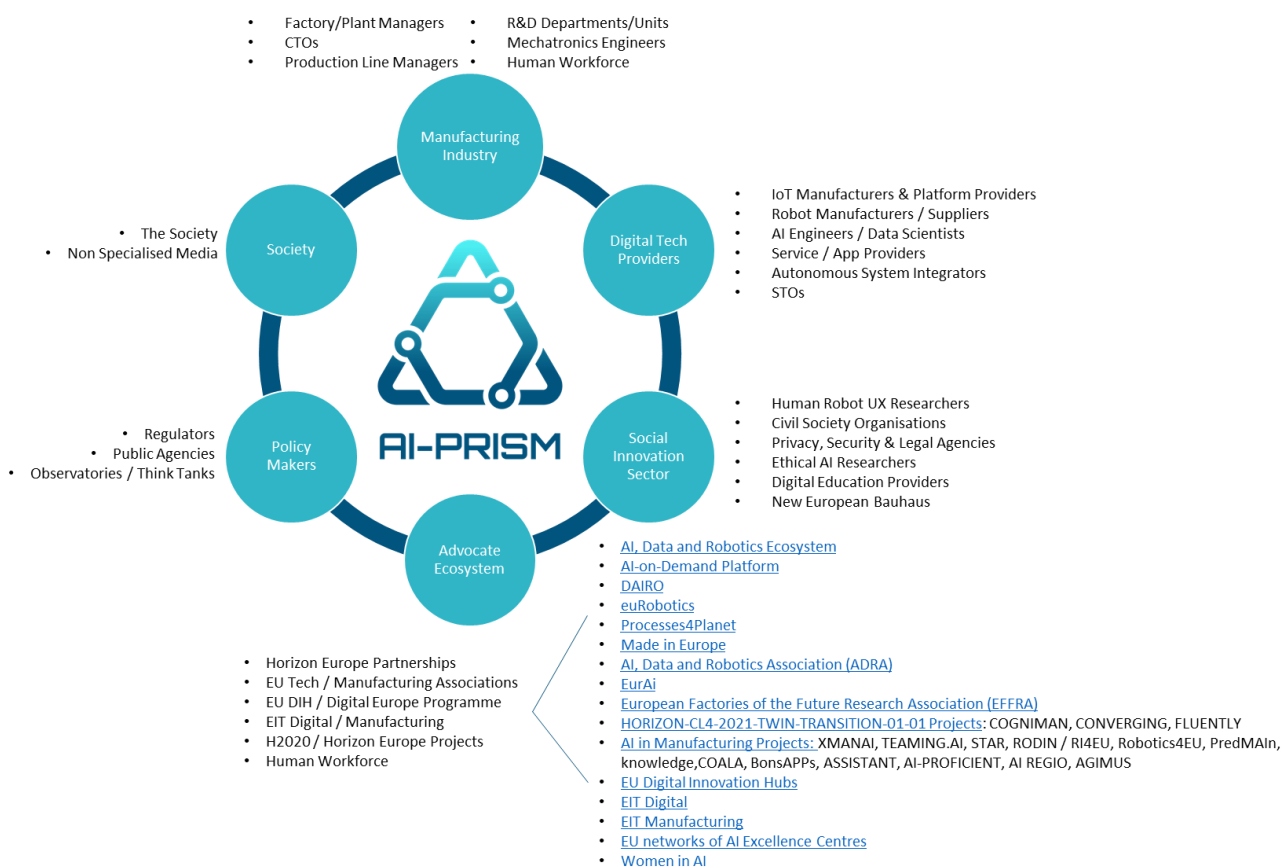 • Factory/Plant Managers
• CTOs
• Production Line Managers
• R&D Departments/Units
• Mechatronics Engineers
• Human Workforce
Manufacturing
Industry
• IoT Manufacturers & Platform Providers
• Robot Manufacturers / Suppliers
• AI Engineers / Data Scientists
• Service / App Providers
• Autonomous System Integrators
• STOs
Digital Tech
Providers
• The Society
• Non Specialised Media
Society
AI-PRISM
• Human Robot UX Researchers
• Civil Society Organisations
• Privacy, Security & Legal Agencies
• Ethical AI Researchers
• Digital Education Providers
• New European Bauhaus
Social
Innovation
Sector
• Regulators
• Public Agencies
• Observatories / Think Tanks
Policy
Makers
Advocate
Ecosystem
• Horizon Europe Partnerships
• EU Tech / Manufacturing Associations
• EU DIH / Digital Europe Programme
• EIT Digital / Manufacturing
• H2020 / Horizon Europe Projects
• Human Workforce
• AI, Data and Robotics Ecosystem
• AI-on-Demand Platform
• DAIRO
• euRobotics
• Processes4Planet
• Made in Europe
• AI, Data and Robotics Association (ADRA)
• EurAi
• European Factories of the Future Research Association (EFFRA)
• HORIZON-CL4-2021-TWIN-TRANSITION-01-01 Projects: COGNIMAN, CONVERGING, FLUENTLY
• AI in Manufacturing Projects: XMANAI, TEAMING.AI, STAR, RODIN / RI4EU, Robotics4EU, PredMAIn,
knowledge,COALA, BonsAPPs, ASSISTANT, AI-PROFICIENT, AI REGIO, AGIMUS
• EU Digital Innovation Hubs
• EIT Digital
• EIT Manufacturing
• EU networks of AI Excellence Centres
• Women in AI